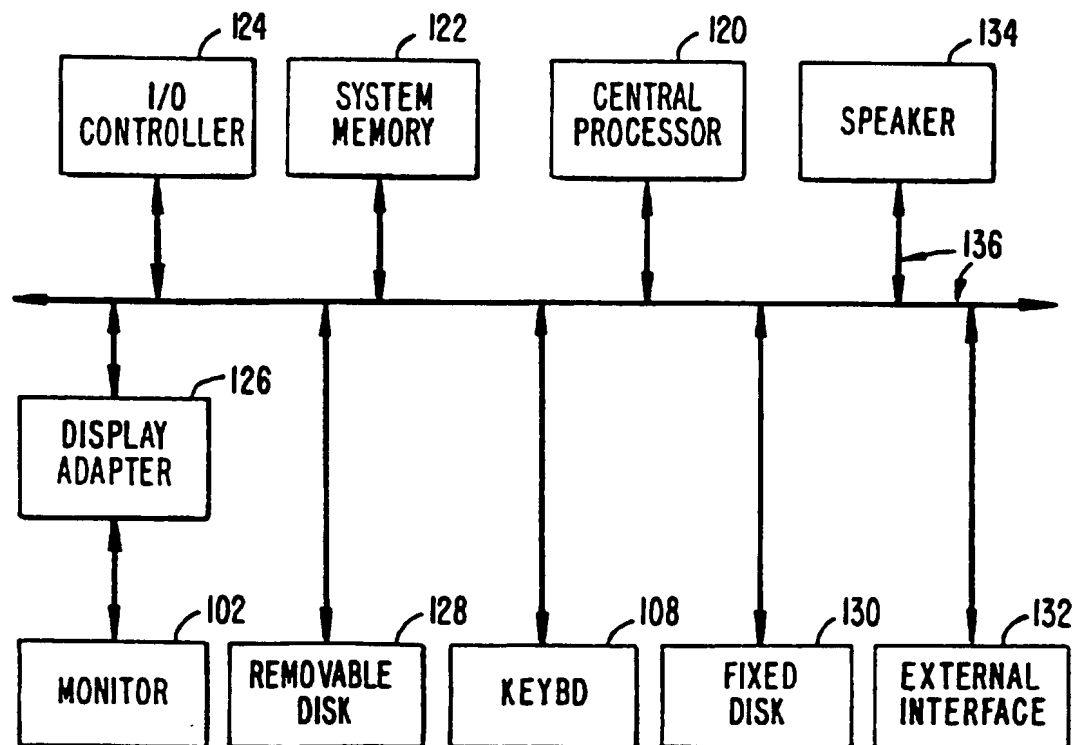 124
122
120
134
I/O
CONTROLLER
SYSTEM
MEMORY
CENTRAL
PROCESSOR
SPEAKER
136
126
DISPLAY
ADAPTER
102
128
108
130
132
MONITOR
REMOVABLE
DISK
KEYBD
FIXED
DISK
EXTERNAL
INTERFACE